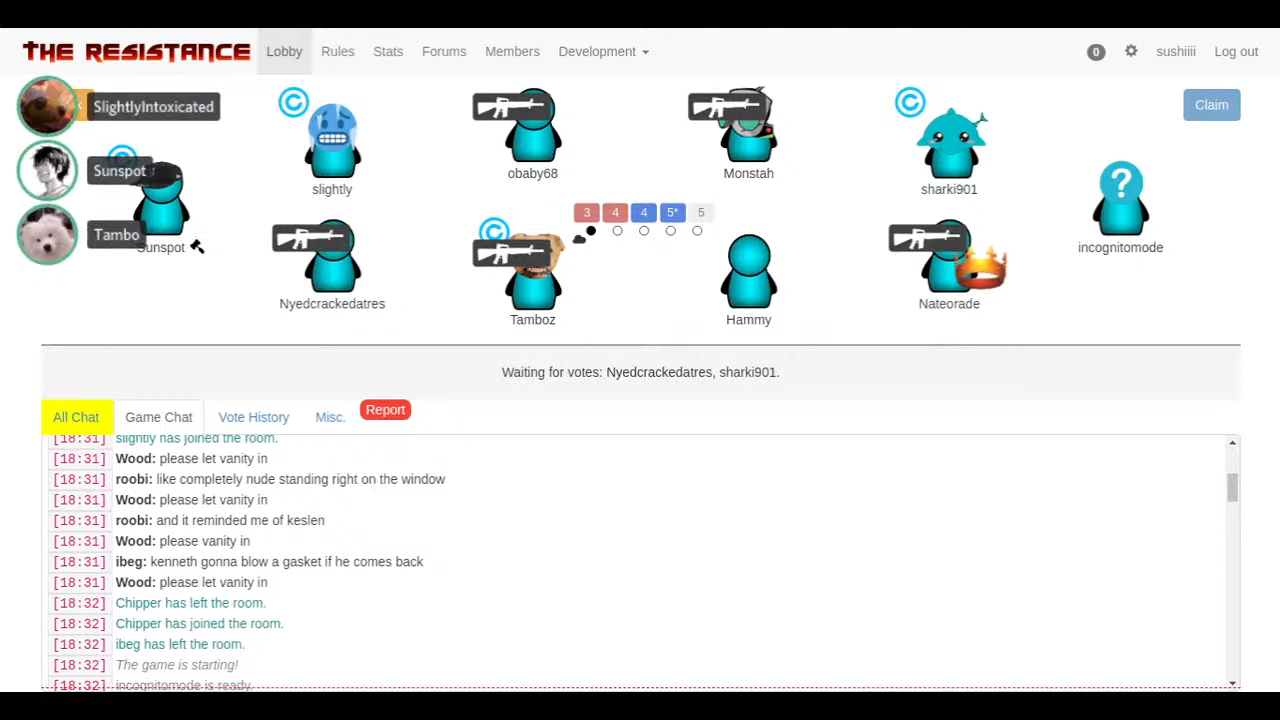 THE RESISTANCE Lobby Rules Stats Forums Members Development 0 sushiiii Log out
SlightlyIntoxicated
Claim
Sunspot
slightly obaby68 Monstah sharki901
3 4 4 5* 5
Tambo
Sunspot incognitomode
Nyedcrackedatres Tamboz Hammy Nateorade
Waiting for votes: Nyedcrackedatres, sharki901.
All Chat Game Chat Vote History Misc. Report
[18:31] slightly has joined the room.
[18:31] Wood: please let vanity in
[18:31] roobi: like completely nude standing right on the window
[18:31] Wood: please let vanity in
[18:31] roobi: and it reminded me of keslen
[18:31] Wood: please vanity in
[18:31] ibeg: kenneth gonna blow a gasket if he comes back
[18:31] Wood: please let vanity in
[18:32] Chipper has left the room.
[18:32] Chipper has joined the room.
[18:32] ibeg has left the room.
[18:32] The game is starting!
[18:32] incognitomode is ready.